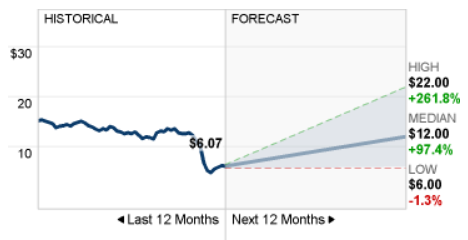 HISTORICAL
FORECAST
$30
20
10
$6.07
HIGH
$22.00
+261.8%
MEDIAN
$12.00
+97.4%
LOW
$6.00
-1.3%
◄ Last 12 Months
Next 12 Months ►